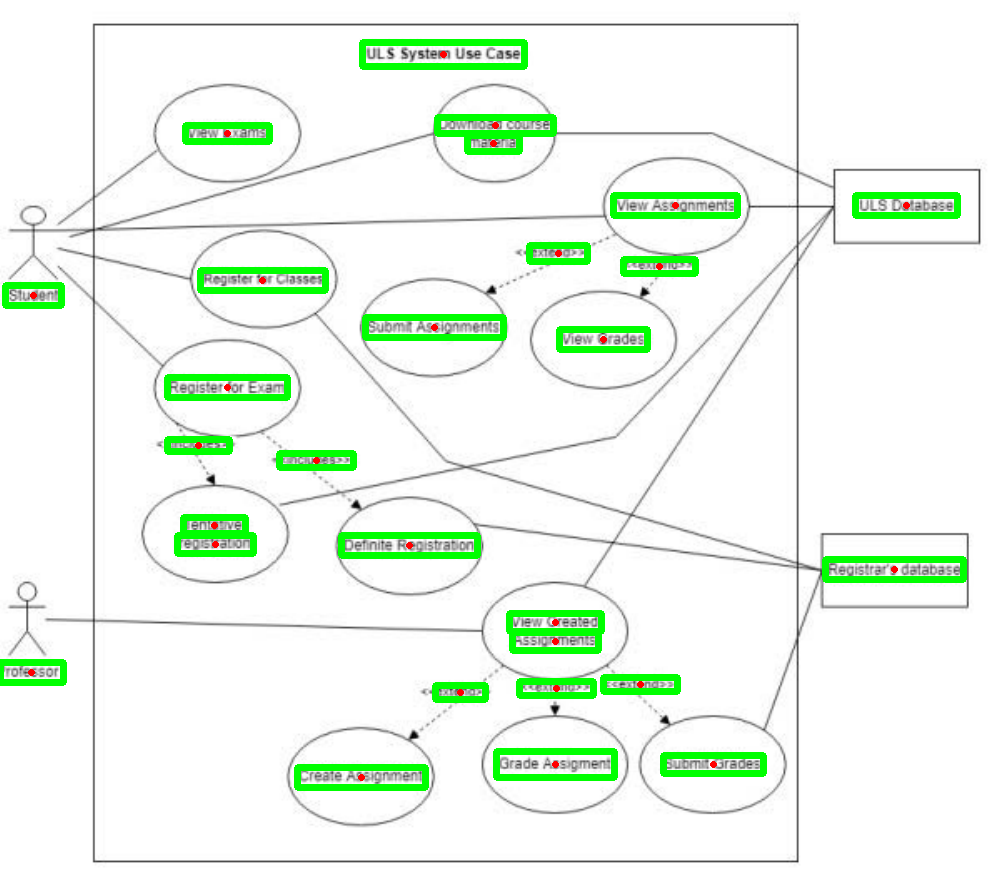 ULS System Use Case
View Exams
Download course
material
View Assignments
ULS Database
<<extend>>
<<extend>>
Register for Classes
Student
Submit Assignments
View Grades
Register for Exam
<<includes>>
<<includes>>
Tentative
registration
Definite Registration
Registrar's database
View Created
Assignments
Professor
<<extend>>
<<extend>>
<<extend>>
Create Assignment
Grade Assigment
Submit Grades